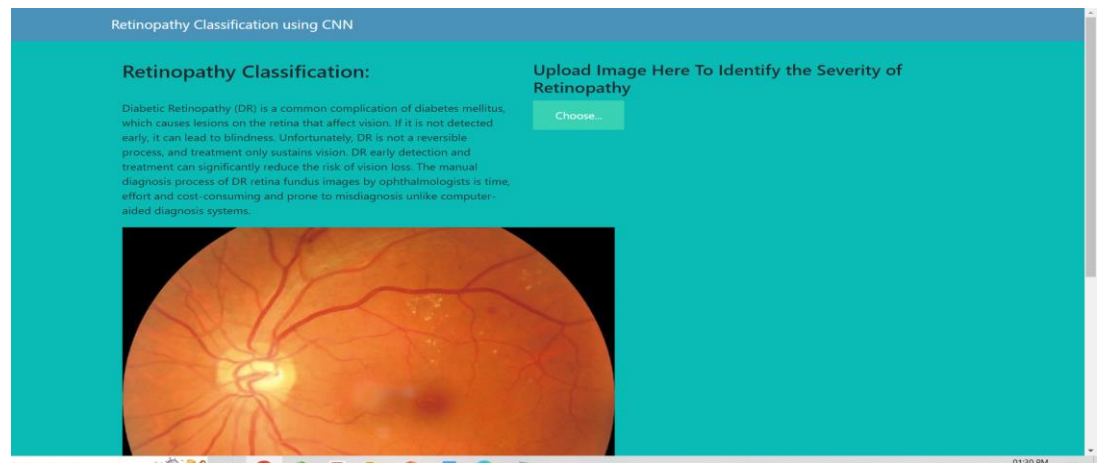 Retinopathy Classification using CNN
Retinopathy Classification:
Diabetic Retinopathy (DR) is a common complication of diabetes mellitus,
which causes lesions on the retina that affect vision. If it is not detected
early, it can lead to blindness. Unfortunately, DR is not a reversible
process, and treatment only sustains vision. DR early detection and
treatment can significantly reduce the risk of vision loss. The manual
diagnosis process of DR retina fundus images by ophthalmologists is time,
effort and cost-consuming and prone to misdiagnosis unlike computer-
aided diagnosis systems.
Upload Image Here To Identify the Severity of
Retinopathy
Choose...
01:30 PM